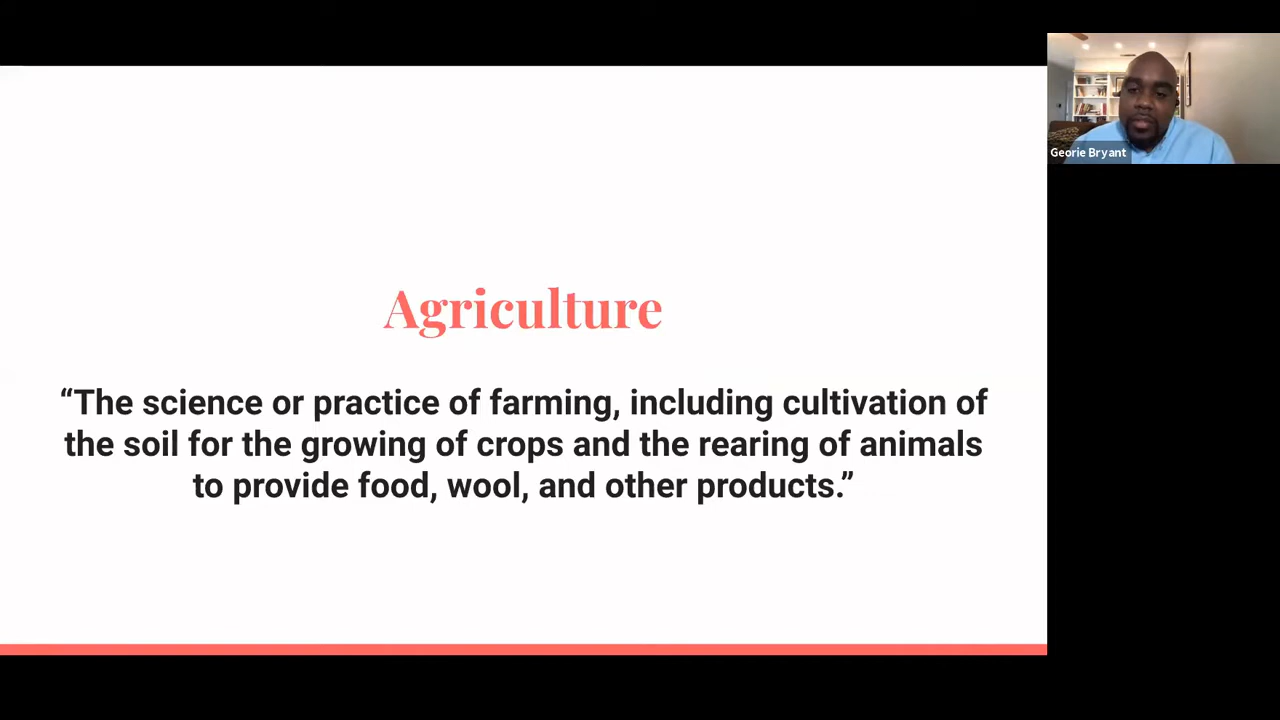 Agriculture
“The science or practice of farming, including cultivation of
the soil for the growing of crops and the rearing of animals
to provide food, wool, and other products.”
Georie Bryant